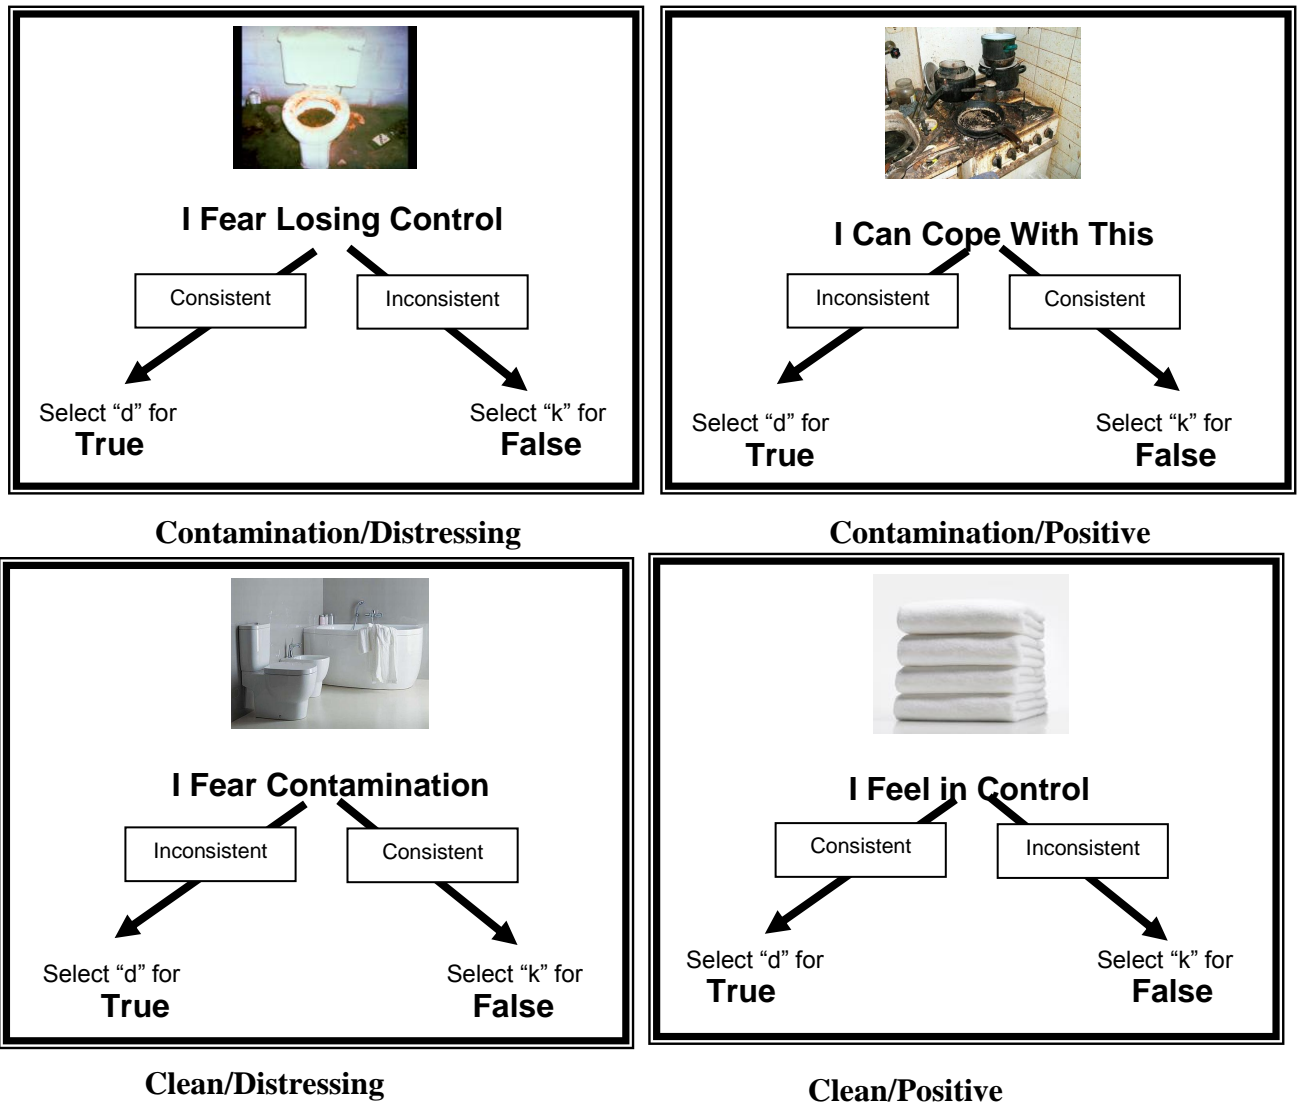 I Fear Losing Control
Consistent
Inconsistent
Select “d” for
True
Select “k” for
False
Contamination/Distressing
I Can Cope With This
Inconsistent
Consistent
Select “d” for
True
Select “k” for
False
Contamination/Positive
I Fear Contamination
Inconsistent
Consistent
Select “d” for
True
Select “k” for
False
Clean/Distressing
I Feel in Control
Consistent
Inconsistent
Select “d” for
True
Select “k” for
False
Clean/Positive